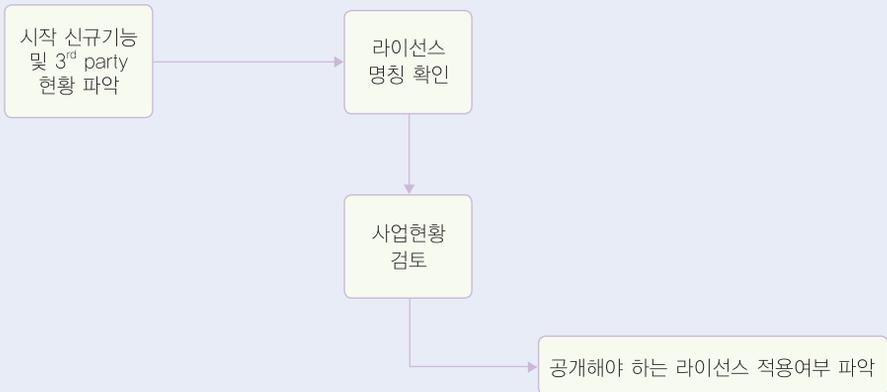 시작 신규기능
및 3rd party
현황 파악
라이선스
명칭 확인
사업현황
검토
공개해야 하는 라이선스 적용여부 파악